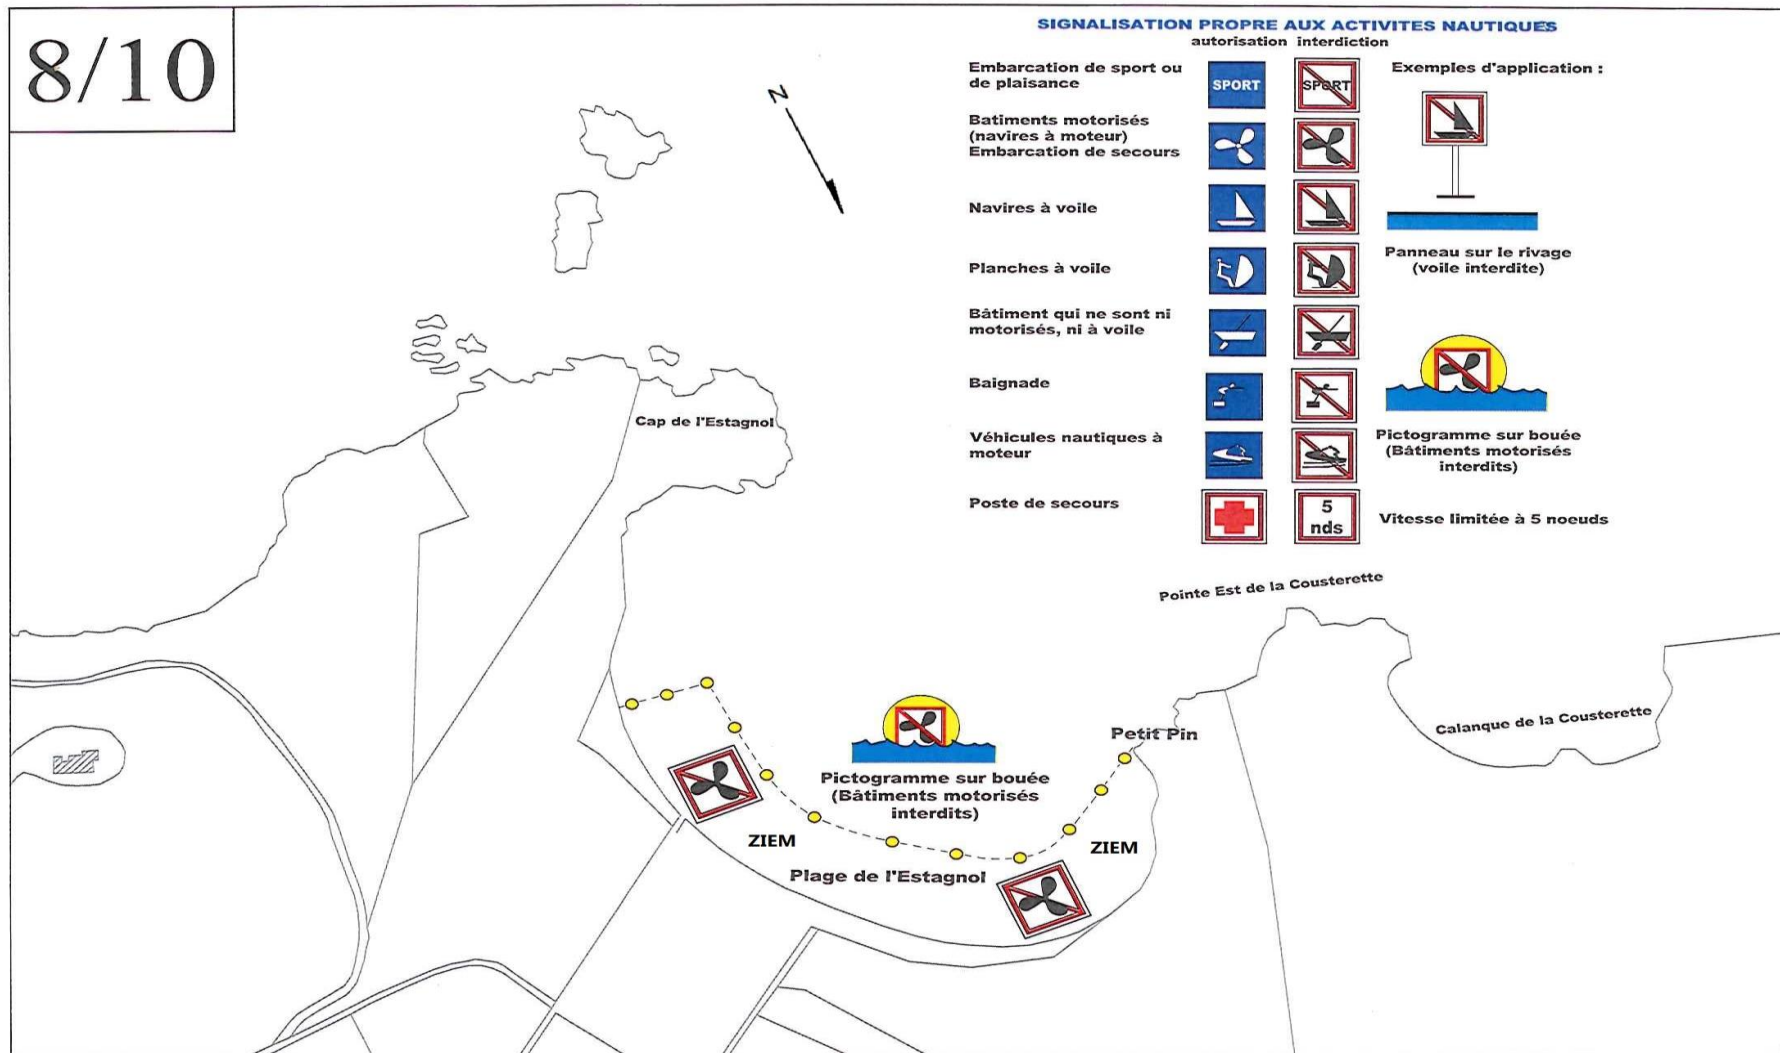 8/10
SIGNALISATION PROPRE AUX ACTIVITES NAUTIQUES
autorisation interdiction
Embarcation de sport ou
de plaisance
SPORT
SPORT
Exemples d'application :
Batiments motorisés
(navires à moteur)
Embarcation de secours
Navires à voile
Panneau sur le rivage
(voile interdite)
Planches à voile
Bâtiment qui ne sont ni
motorisés, ni à voile
Baignade
Véhicules nautiques à
moteur
Pictogramme sur bouée
(Bâtiments motorisés
interdits)
Poste de secours
5
nds
Vitesse limitée à 5 noeuds
N
Cap de l'Estagnol
Pointe Est de la Cousterette
Calanque de la Cousterette
Petit Pin
Pictogramme sur bouée
(Bâtiments motorisés
interdits)
ZIEM
ZIEM
Plage de l'Estagnol